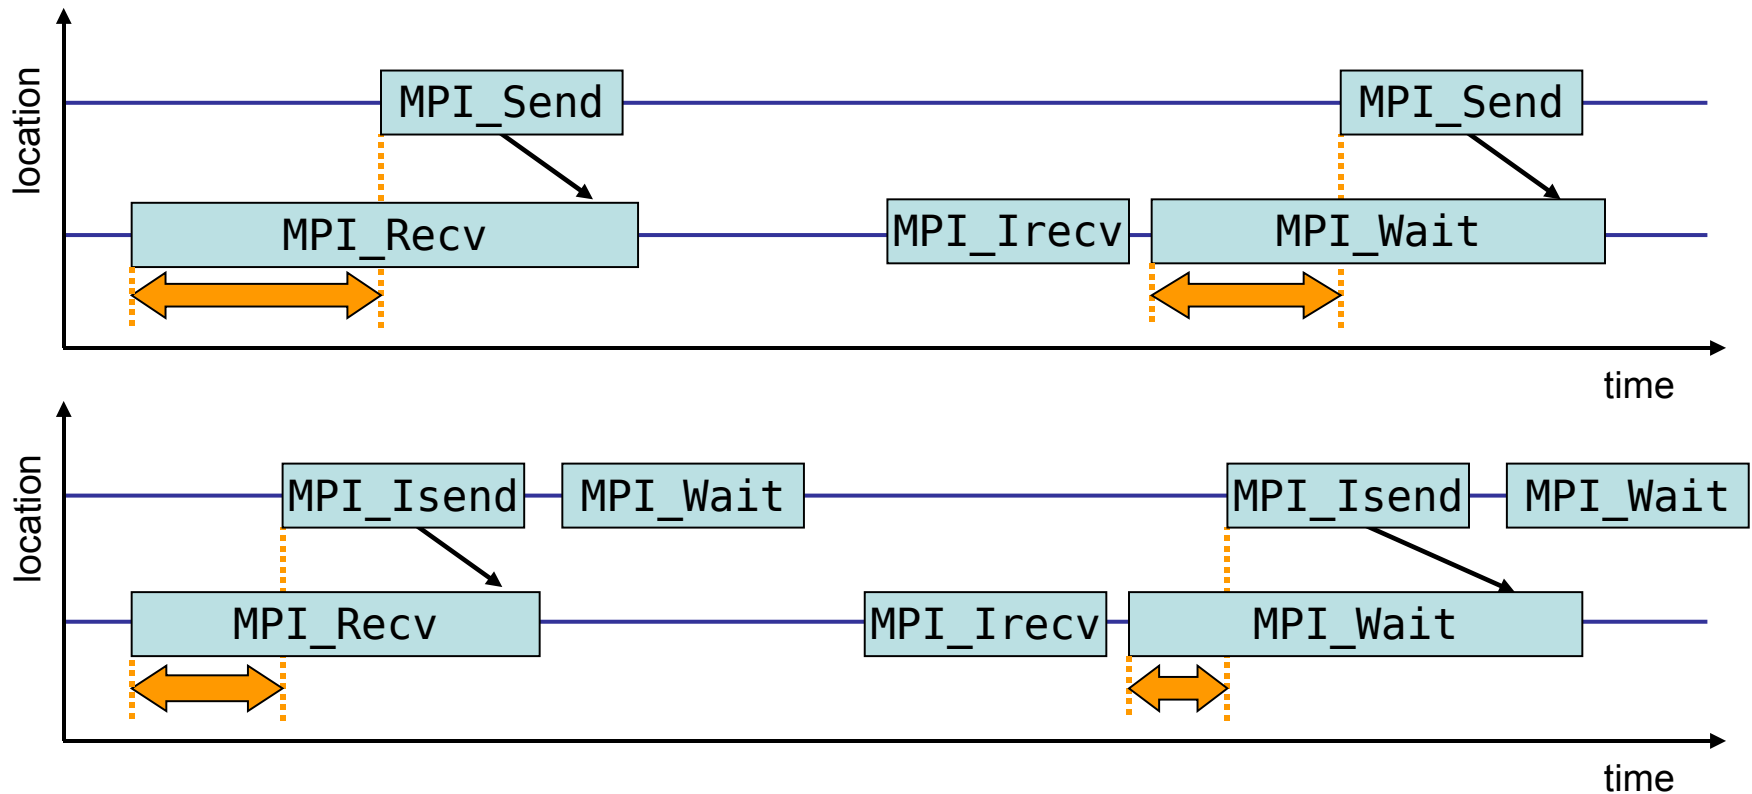 location
MPI_Send
MPI_Send
MPI_Recv
MPI_Irecv
MPI_Wait
time
location
MPI_Isend
MPI_Wait
MPI_Isend
MPI_Wait
MPI_Recv
MPI_Irecv
MPI_Wait
time